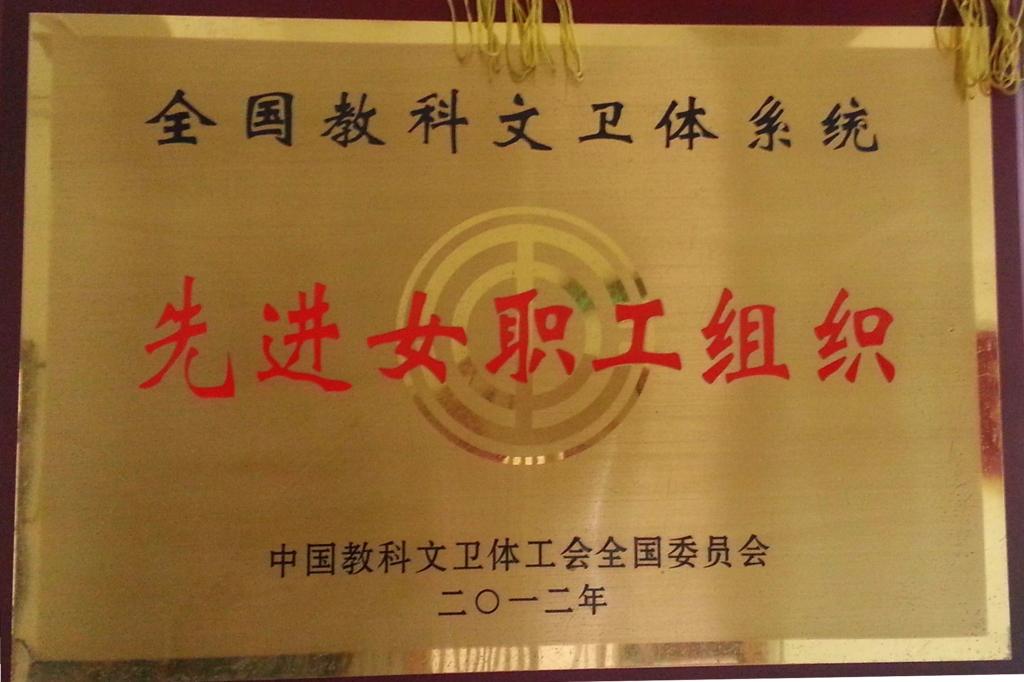 全国教科文卫体系统
先进女职工组织
中国教科文卫体工会全国委员会
二〇一二年